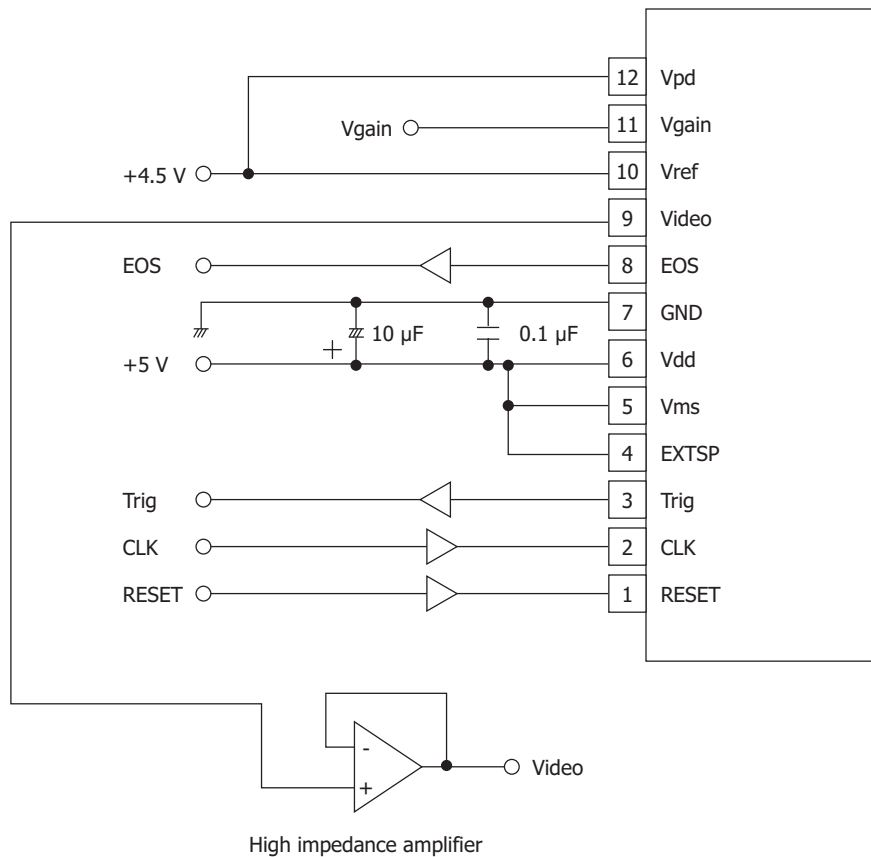 12 Vpd
Vgain 11 Vgain
+4.5 V 10 Vref
9 Video
EOS 8 EOS
7 GND
+ 10 µF 0.1 µF
+5 V 6 Vdd
5 Vms
4 EXTSP
Trig 3 Trig
CLK 2 CLK
RESET 1 RESET
-
+
Video
High impedance amplifier